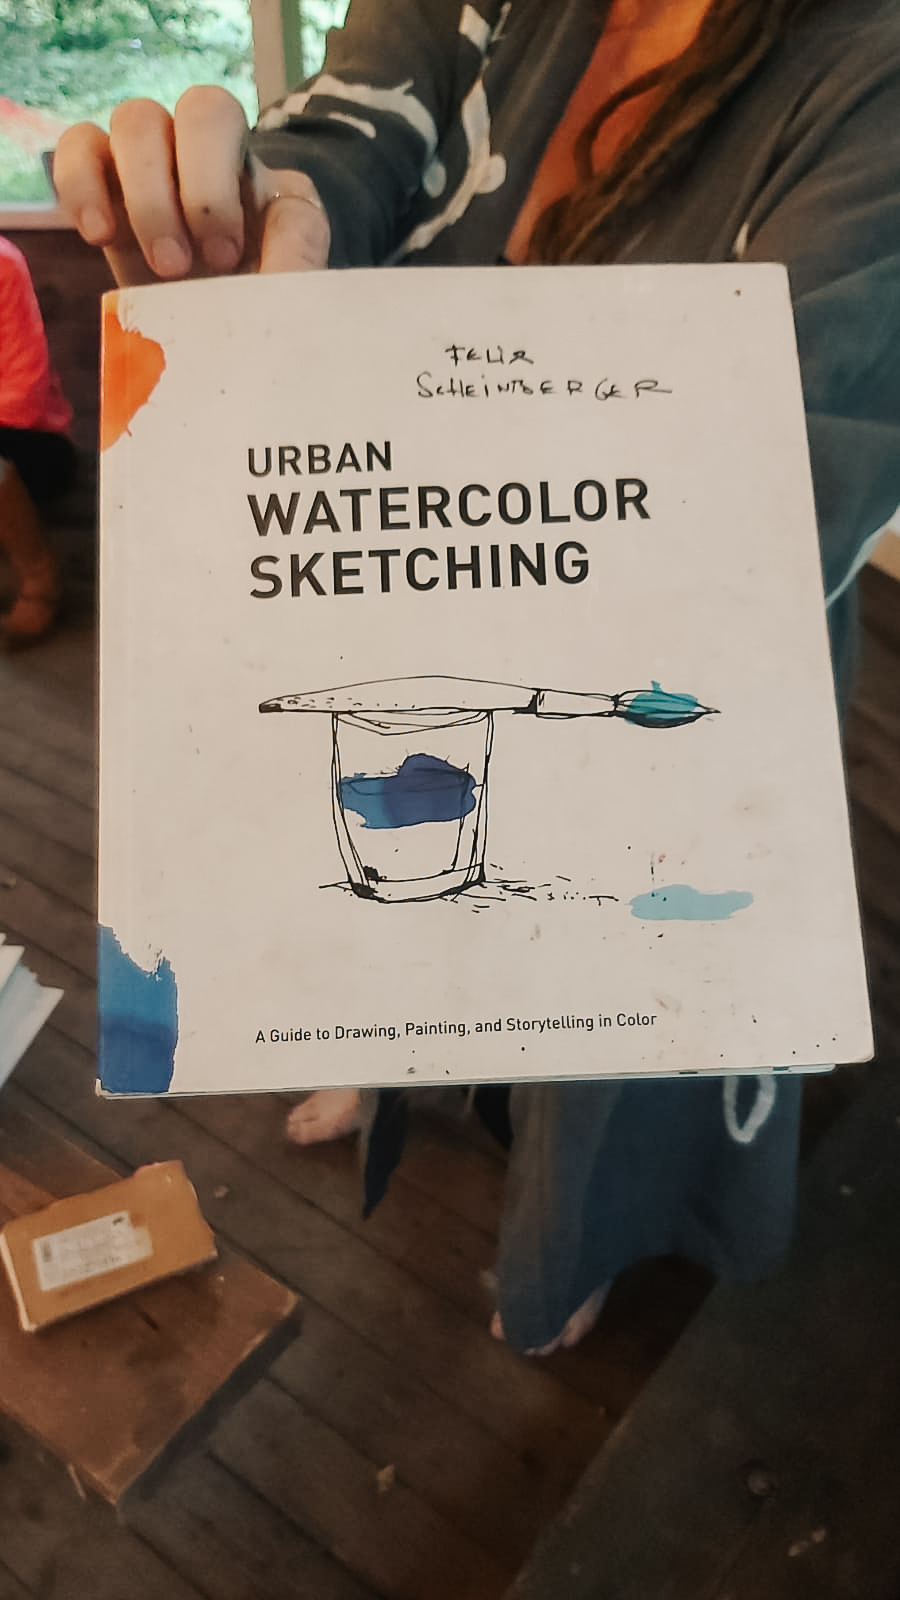 FELIX
SCHEINBERGER
URBAN
WATERCOLOR
SKETCHING
A Guide to Drawing, Painting, and Storytelling in Color